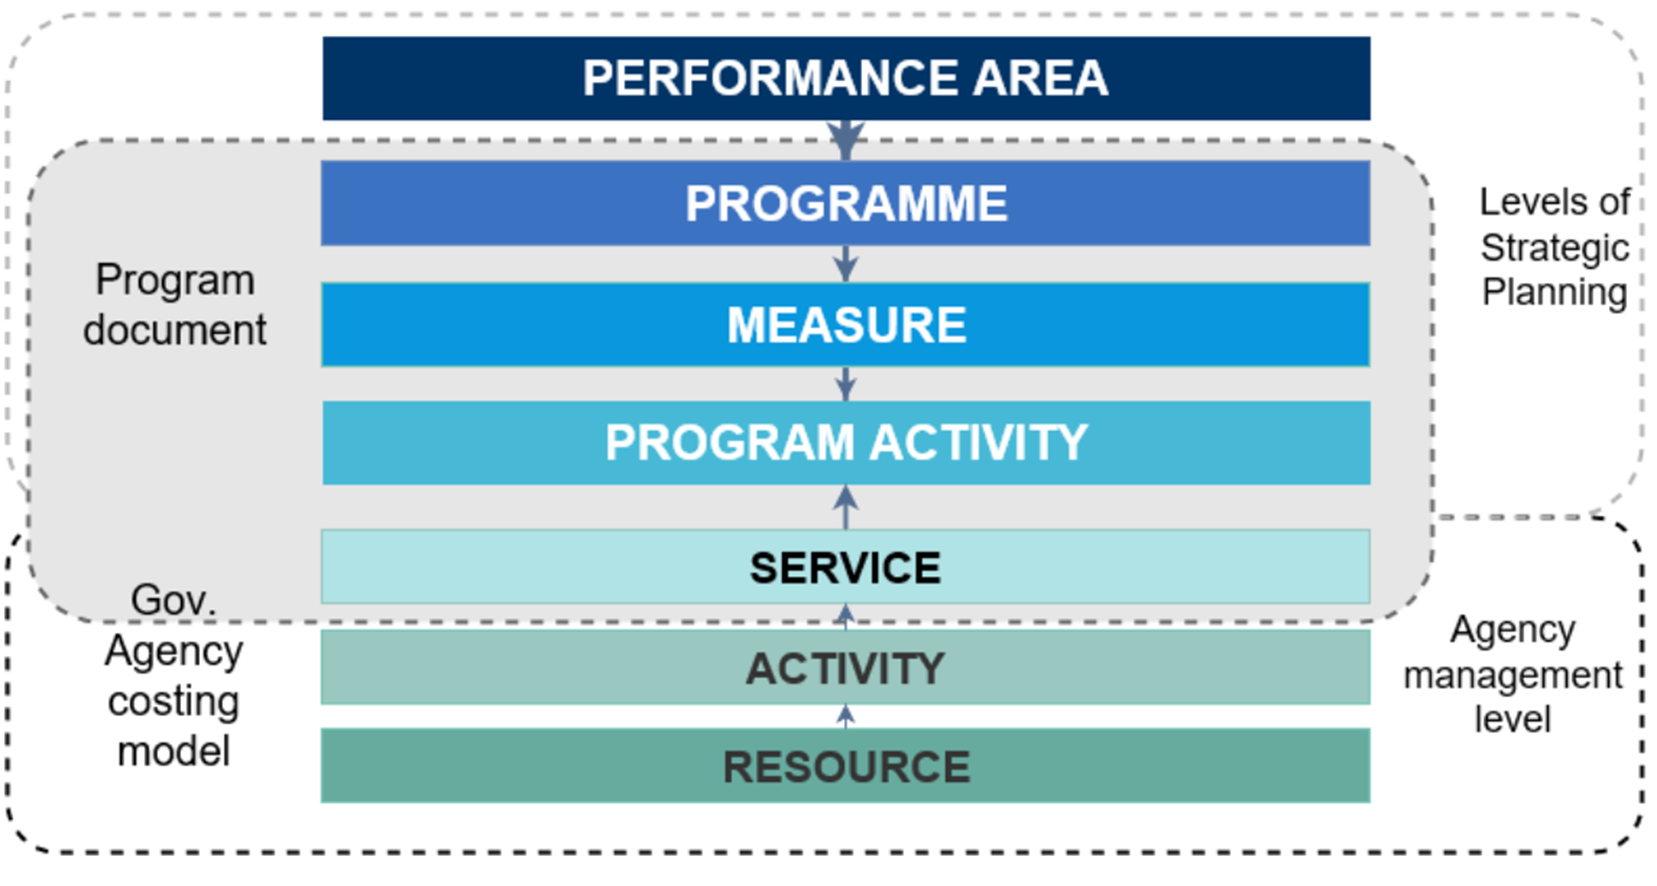 PERFORMANCE AREA
PROGRAMME
Levels of
Strategic
Planning
Program
document
MEASURE
PROGRAM ACTIVITY
SERVICE
Gov.
Agency
costing
model
ACTIVITY
Agency
management
level
RESOURCE